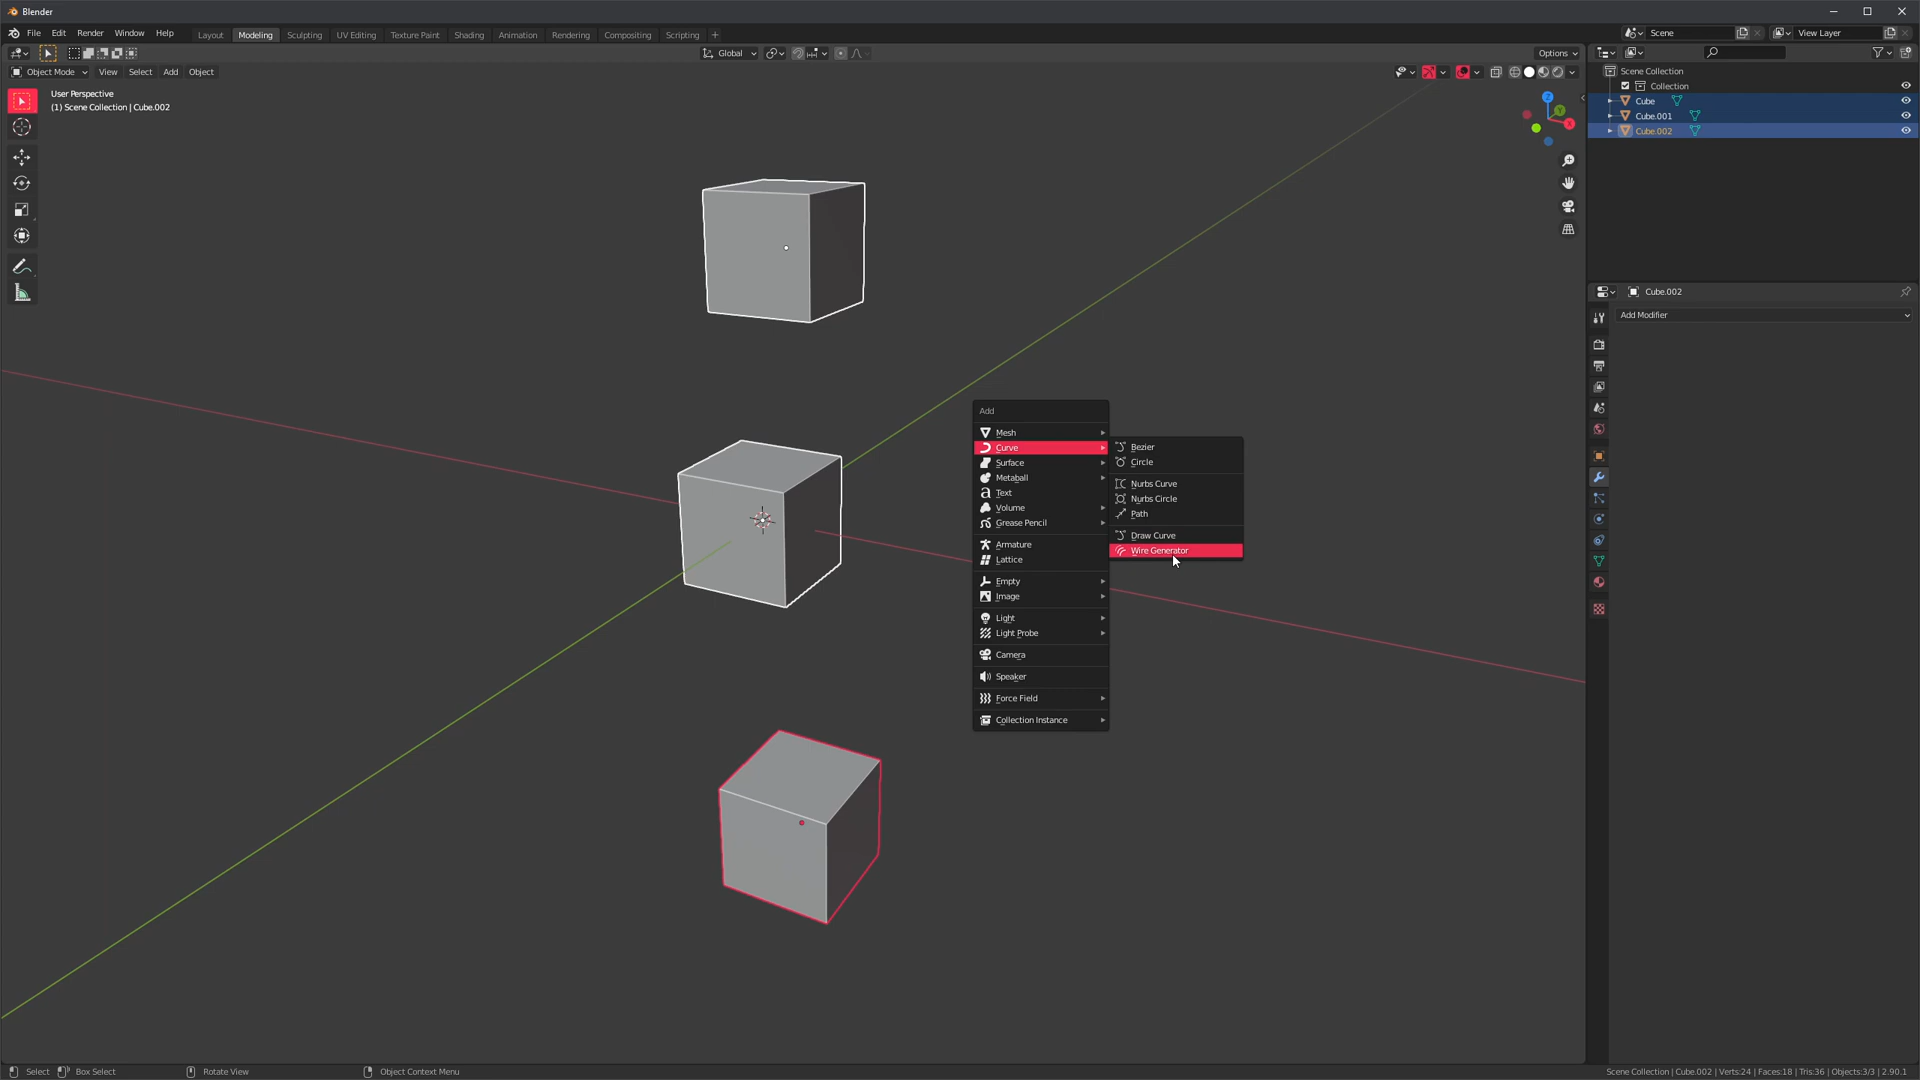 Blender
File Edit Render Window Help
Layout Modeling Sculpting UV Editing Texture Paint Shading Animation Rendering Compositing Scripting +
Scene
View Layer
Global
Options
Object Mode View Select Add Object
User Perspective
(1) Scene Collection | Cube.002
Z
Y
X
Scene Collection
Collection
Cube
Cube.001
Cube.002
Cube.002
Add Modifier
Add
Mesh
Curve
Surface
Metaball
Text
Volume
Grease Pencil
Armature
Lattice
Empty
Image
Light
Light Probe
Camera
Speaker
Force Field
Collection Instance
Bezier
Circle
Nurbs Curve
Nurbs Circle
Path
Draw Curve
Wire Generator
Select Box Select Rotate View Object Context Menu
Scene Collection | Cube.002 | Verts:24 | Faces:18 | Tris:36 | Objects:3/3 | 2.90.1